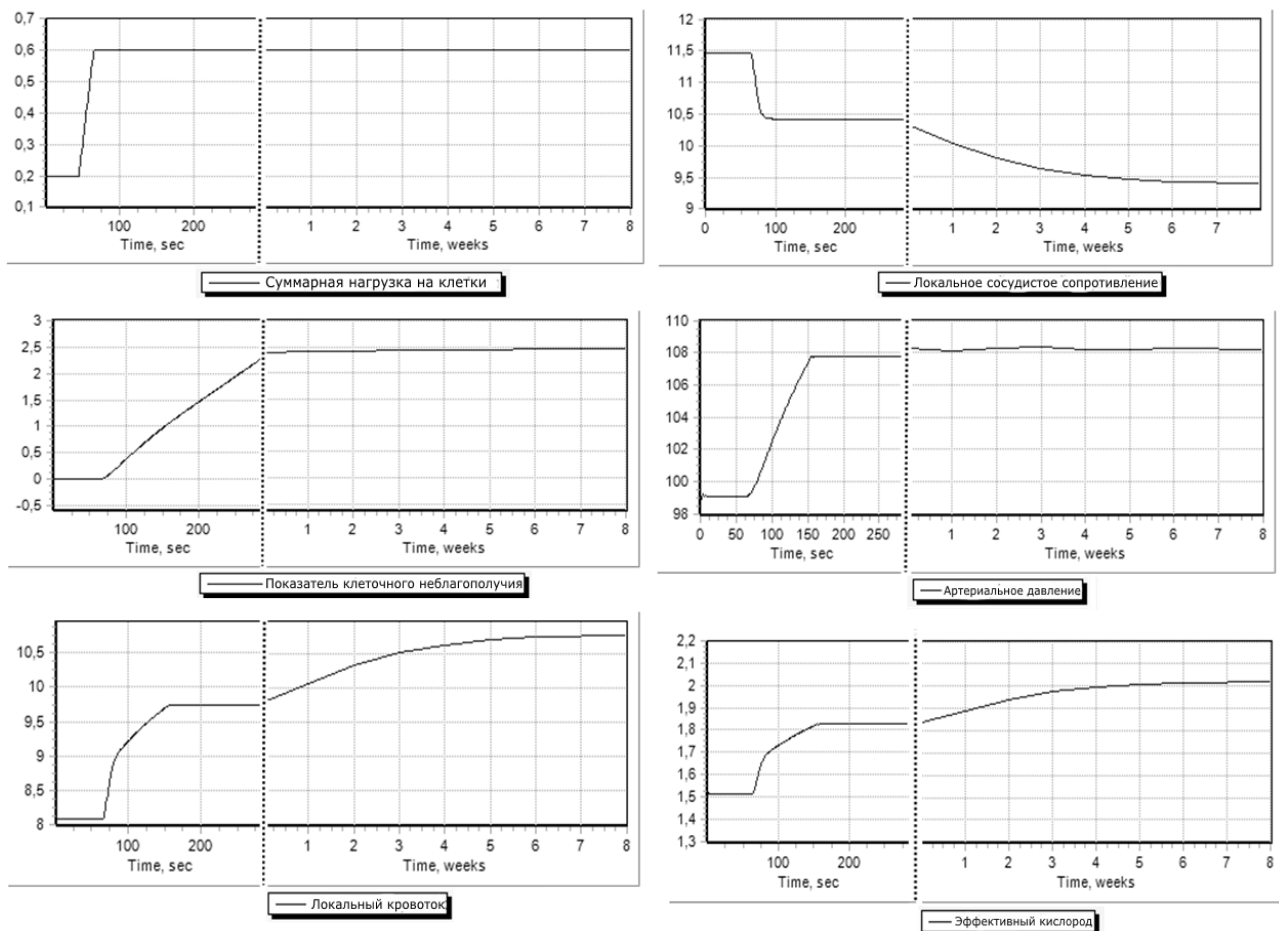 0,7
0,6
0,5
0,4
0,3
0,2
0,1
100 200 1 2 3 4 5 6 7 8
Time, sec Time, weeks
Суммарная нагрузка на клетки
12
11,5
11
10,5
10
9,5
9
0 100 200 1 2 3 4 5 6 7
Time, sec Time, weeks
Локальное сосудистое сопротивление
3
2,5
2
1,5
1
0,5
0
-0,5
100 200 1 2 3 4 5 6 7 8
Time, sec Time, weeks
Показатель клеточного неблагополучия
110
108
106
104
102
100
98
0 50 100 150 200 250 1 2 3 4 5 6 7 8
Time, sec Time, weeks
Артериальное давление
10,5
10
9,5
9
8,5
8
100 200 1 2 3 4 5 6 7 8
Time, sec Time, weeks
Локальный кровоток
2,2
2,1
2
1,9
1,8
1,7
1,6
1,5
1,4
1,3
100 200 1 2 3 4 5 6 7 8
Time, sec Time, weeks
Эффективный кислород